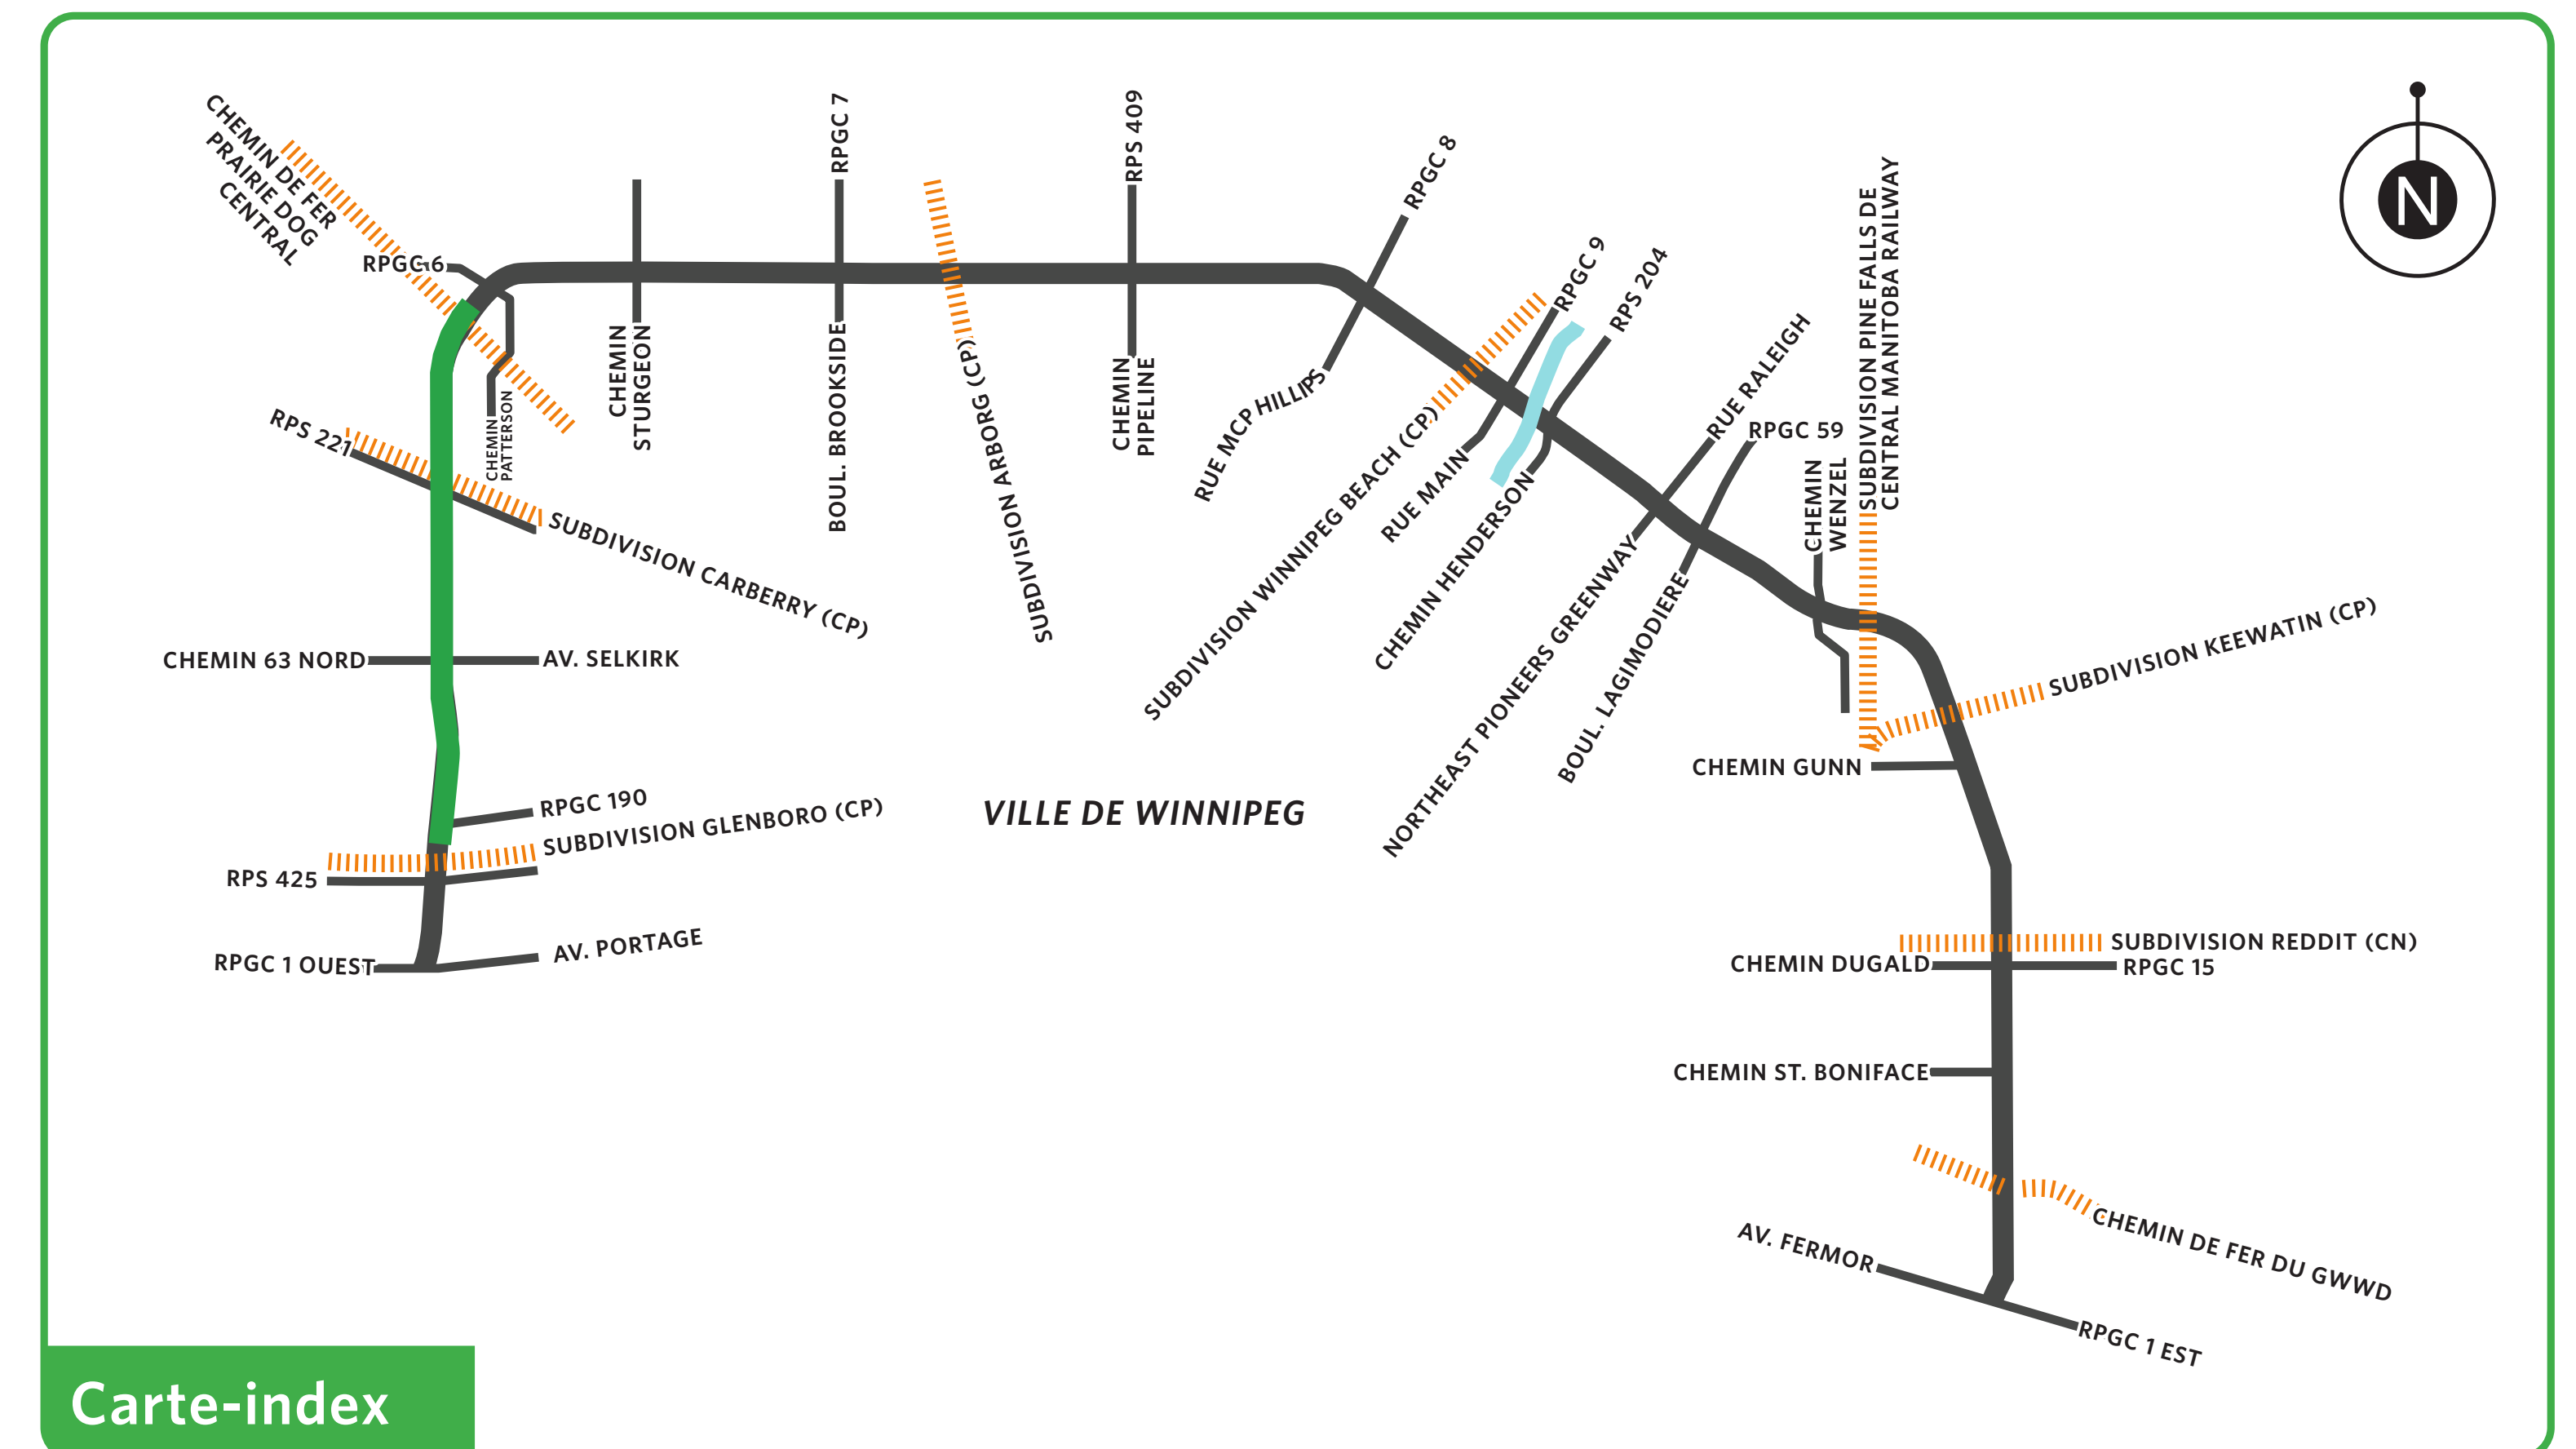 CHEMIN DE FER
PRAIRIE DOG
CENTRAL
RPGC 6
CHEMIN
PATTERSON
CHEMIN
STURGEON
RPGC 7
BOUL. BROOKSIDE
SUBDIVISION ARBORG (CP)
RPS 409
CHEMIN
PIPELINE
RPGC 8
RUE MCP HILLIPS
SUBDIVISION WINNIPEG BEACH (CP)
RPGC 9
RUE MAIN
RPS 204
CHEMIN HENDERSON
RUE RALEIGH
NORTHEAST PIONEERS GREENWAY
RPGC 59
BOUL. LAGIMODIERE
CHEMIN
WENZEL
SUBDIVISION PINE FALLS DE
CENTRAL MANITOBA RAILWAY
N
RPS 221
SUBDIVISION CARBERRY (CP)
SUBDIVISION KEEWATIN (CP)
CHEMIN 63 NORD
AV. SELKIRK
CHEMIN GUNN
RPGC 190
SUBDIVISION GLENBORO (CP)
VILLE DE WINNIPEG
RPS 425
RPGC 1 OUEST
AV. PORTAGE
SUBDIVISION REDDIT (CN)
CHEMIN DUGALD
RPGC 15
CHEMIN ST. BONIFACE
CHEMIN DE FER DU GWWD
AV. FERMOR
RPGC 1 EST
Carte-index